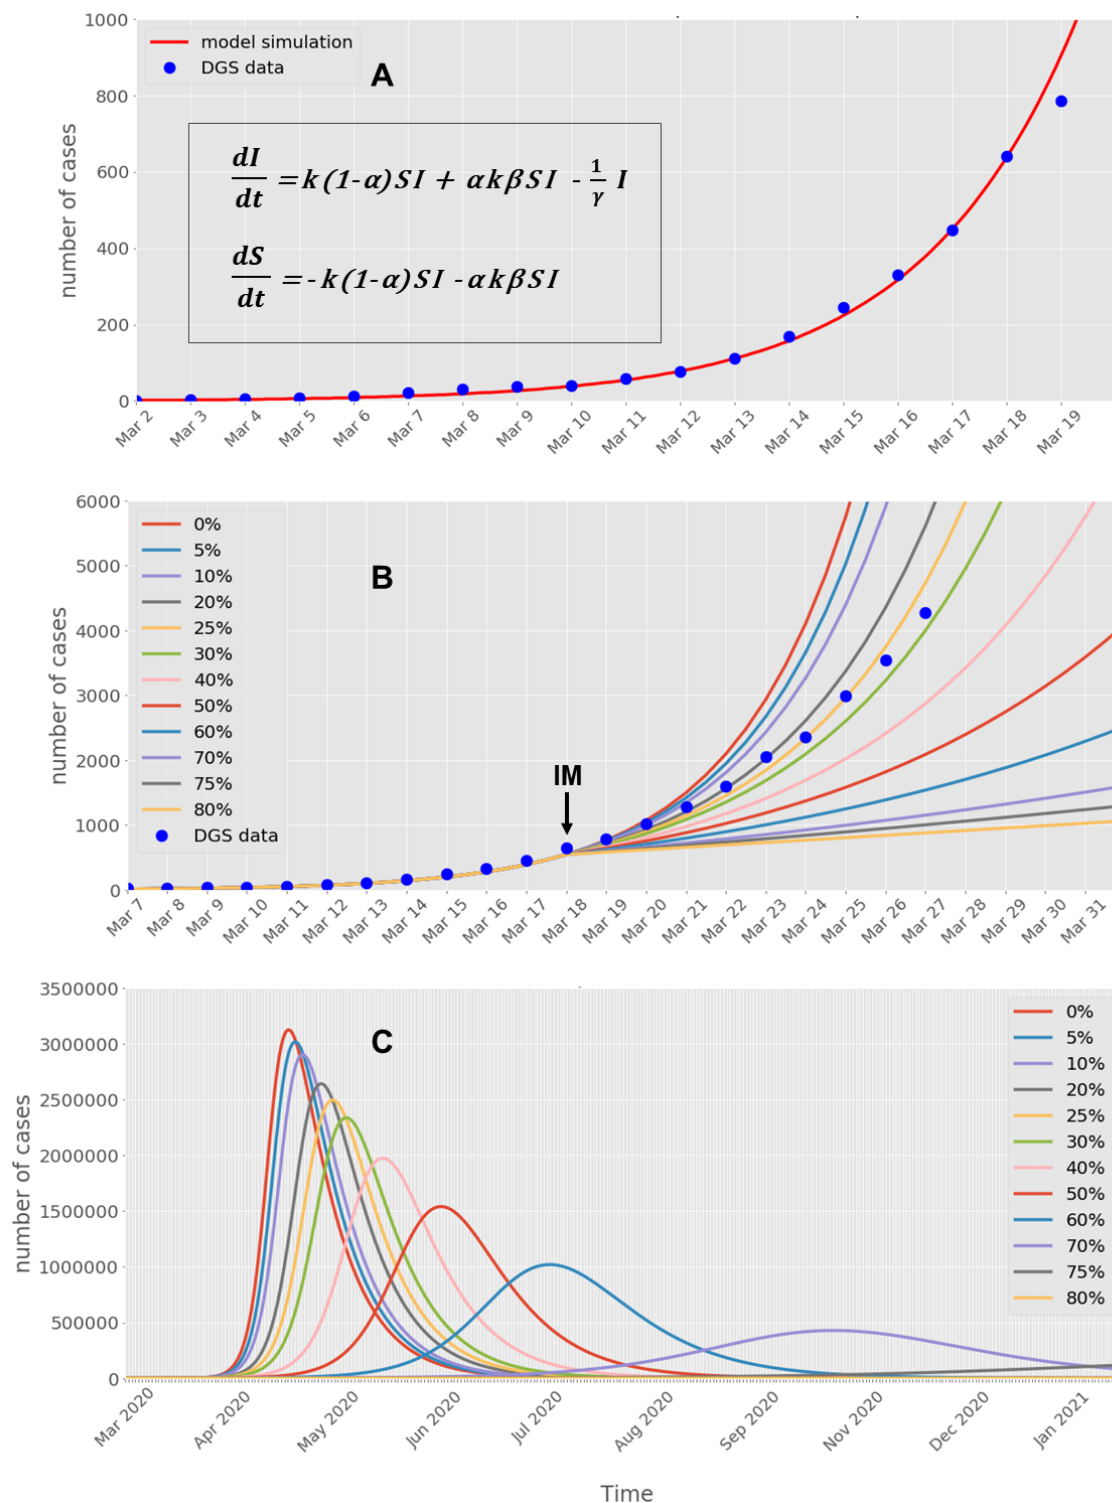 1000
model simulation
DGS data
A
800
dI/dt = k(1-α)SI + αkβSI - 1/γ I
600
dS/dt = -k(1-α)SI - αkβSI
400
200
0
number of cases
Mar 2 Mar 3 Mar 4 Mar 5 Mar 6 Mar 7 Mar 8 Mar 9 Mar 10 Mar 11 Mar 12 Mar 13 Mar 14 Mar 15 Mar 16 Mar 17 Mar 18 Mar 19
6000
5000
4000
3000
2000
1000
0
number of cases
0%
5%
10%
20%
25%
30%
40%
50%
60%
70%
75%
80%
DGS data
B
IM
Mar 7 Mar 8 Mar 9 Mar 10 Mar 11 Mar 12 Mar 13 Mar 14 Mar 15 Mar 16 Mar 17 Mar 18 Mar 19 Mar 20 Mar 21 Mar 22 Mar 23 Mar 24 Mar 25 Mar 26 Mar 27 Mar 28 Mar 29 Mar 30 Mar 31
3500000
3000000
2500000
2000000
1500000
1000000
500000
0
number of cases
C
0%
5%
10%
20%
25%
30%
40%
50%
60%
70%
75%
80%
Mar 2020 Apr 2020 May 2020 Jun 2020 Jul 2020 Aug 2020 Sep 2020 Nov 2020 Dec 2020 Jan 2021
Time